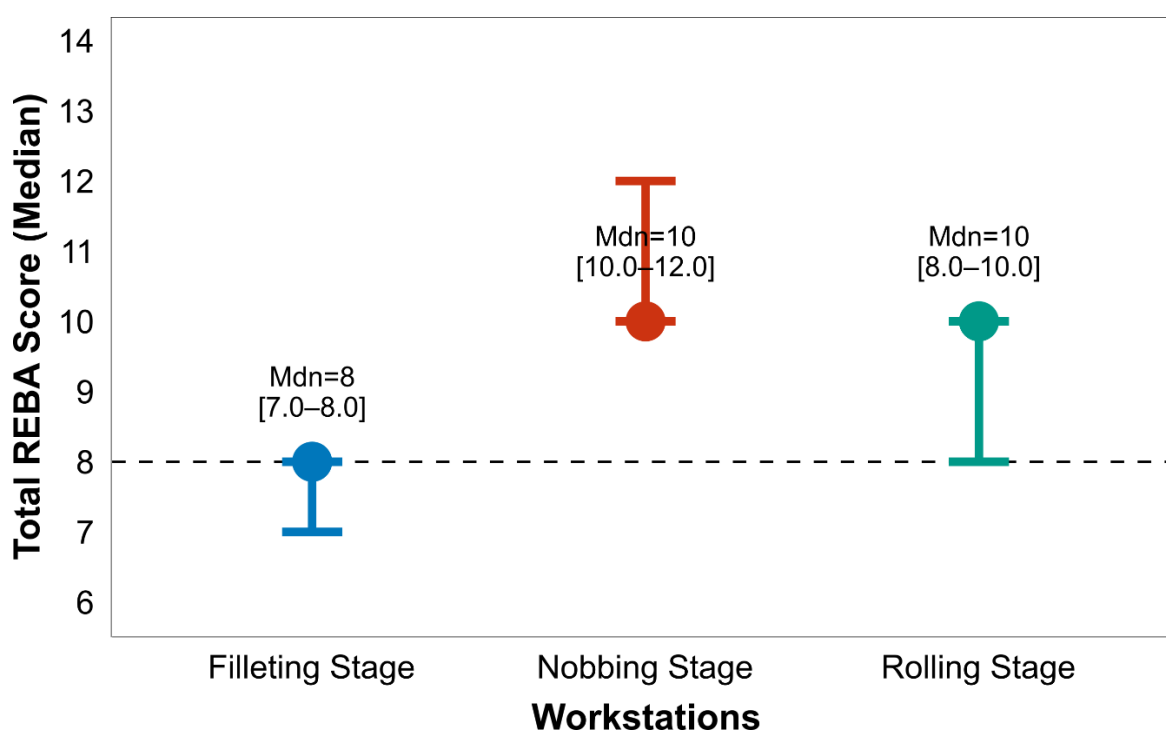 Total REBA Score (Median)
14
13
12
11
10
9
8
7
6
Mdn=8
[7.0–8.0]
Mdn=10
[10.0–12.0]
Mdn=10
[8.0–10.0]
Filleting Stage
Nobbing Stage
Rolling Stage
Workstations